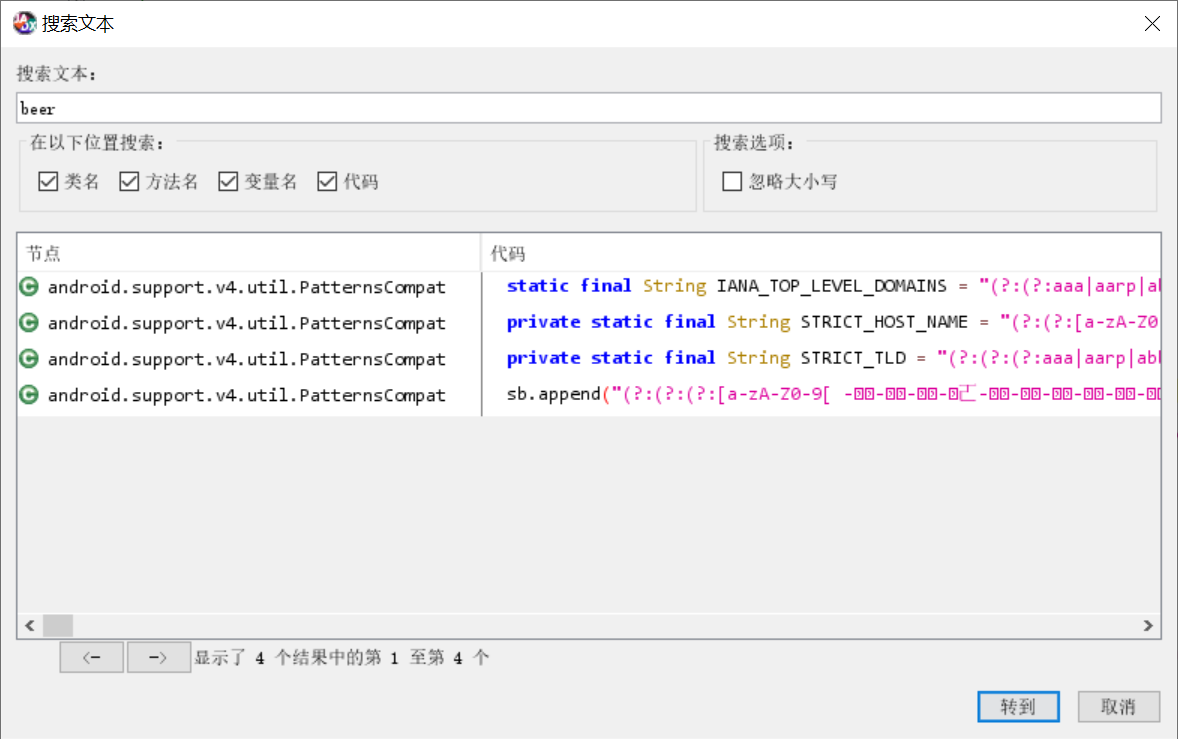 搜索文本
搜索文本：
beer
在以下位置搜索： 搜索选项：
类名 方法名 变量名 代码 忽略大小写
节点 代码
android.support.v4.util.PatternsCompat static final String IANA_TOP_LEVEL_DOMAINS = "(?:(?:aaa|aarp|ab
android.support.v4.util.PatternsCompat private static final String STRICT_HOST_NAME = "(?:(?:[a-zA-Z0
android.support.v4.util.PatternsCompat private static final String STRICT_TLD = "(?:(?:(?:aaa|aarp|ab
android.support.v4.util.PatternsCompat sb.append("(?:(?:(?:[a-zA-Z0-9[ -
<- -> 显示了 4 个结果中的第 1 至第 4 个
转到 取消